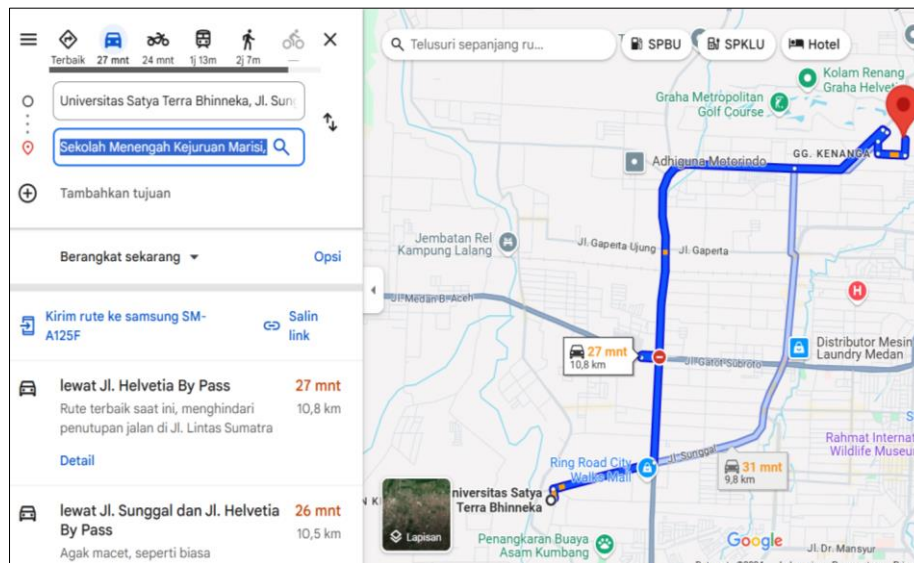 Terbaik
27 mnt
24 mnt
1j 13m
2j 7m
Universitas Satya Terra Bhinneka, Jl. Sung
Sekolah Menengah Kejuruan Marisi,
Tambahkan tujuan
Berangkat sekarang
Opsi
Kirim rute ke samsung SM-
A125F
Salin
link
lewat Jl. Helvetia By Pass
27 mnt
Rute terbaik saat ini, menghindari
penutupan jalan di Jl. Lintas Sumatra
10,8 km
Detail
lewat Jl. Sunggal dan Jl. Helvetia
By Pass
26 mnt
10,5 km
Agak macet, seperti biasa
Telusuri sepanjang ru...
SPBU
SPKLU
Hotel
Kolam Renang
Graha Helvet
Graha Metropolitan
Golf Course
GG. KENANGA
Adhiguna Moterindo
Jembatan Rel
Kampung Lalang
Jl. Gaperta Ujung
Jl. Gaperta
Jl. Medan B. Aceh
H
27 mnt
10,8 km
Distributor Mesin
Laundry Medan
Jl. Gatot Subroto
Jl. Sunggal
Ring Road City
Walks Mall
31 mnt
9,8 km
Rahmat Internat
Wildlife Museu
niversitas Satya
Terra Bhinneka
Lapisan
Penangkaran Buaya
Asam Kumbang
Google
Jl. Dr. Mansyur